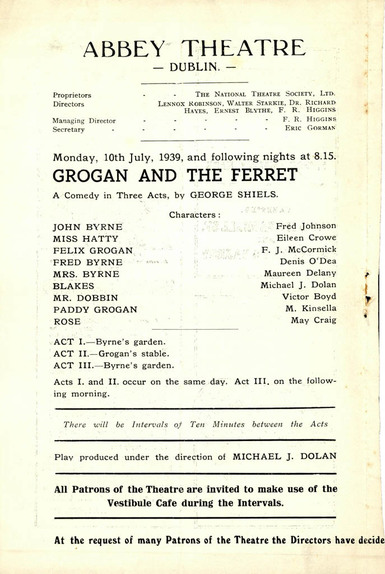 ABBEY THEATRE
— DUBLIN. —
Proprietors - - THE NATIONAL THEATRE SOCIETY, LTD.
Directors LENNOX ROBINSON, WALTER STARKIE, DR. RICHARD
HAYES, ERNEST BLYTHE, F. R. HIGGINS
Managing Director - - - - - F. R. HIGGINS
Secretary - - - - - - ERIC GORMAN
Monday, 10th July, 1939, and following nights at 8.15.
GROGAN AND THE FERRET
A Comedy in Three Acts, by GEORGE SHIELS.
Characters :
JOHN BYRNE Fred Johnson
MISS HATTY Eileen Crowe
FELIX GROGAN F. J. McCormick
FRED BYRNE Denis O'Dea
MRS. BYRNE Maureen Delany
BLAKES Michael J. Dolan
MR. DOBBIN Victor Boyd
PADDY GROGAN M. Kinsella
ROSE May Craig
ACT I.—Byrne's garden.
ACT II.—Grogan's stable.
ACT III.—Byrne's garden.
Acts I. and II. occur on the same day. Act III. on the follow-
ing morning.
There will be Intervals of Ten Minutes between the Acts
Play produced under the direction of MICHAEL J. DOLAN
All Patrons of the Theatre are invited to make use of the
Vestibule Cafe during the Intervals.
At the request of many Patrons of the Theatre the Directors have decide